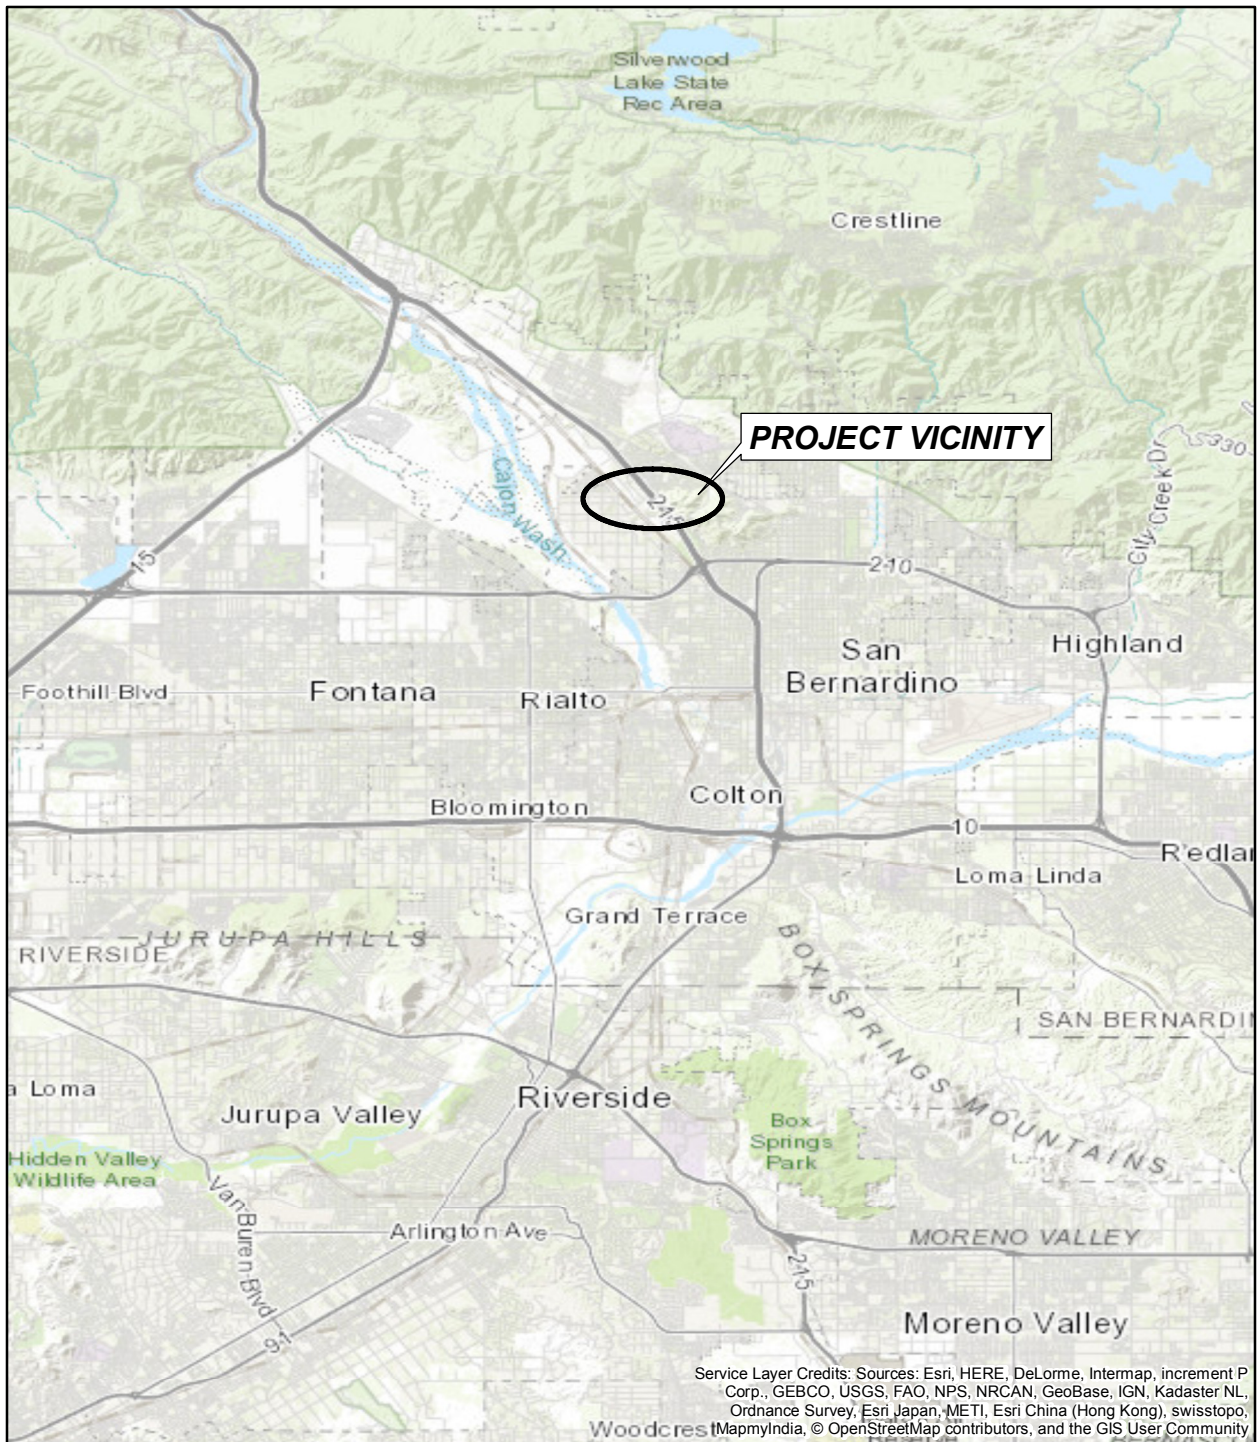 Silverwood
Lake State
Rec Area
Crestline
PROJECT VICINITY
330
City Creek Dr
Cajon Wash
215
15
210
San
Bernardino
Highland
Foothill Blvd
Fontana
Rialto
Colton
Bloomington
10
Redlan
Loma Linda
Grand Terrace
JURUPA HILLS
RIVERSIDE
BOX SPRINGS MOUNTAINS
SAN BERNARDIN
a Loma
Jurupa Valley
Riverside
Box
Springs
Park
Hidden Valley
Wildlife Area
Van Buren Blvd
Arlington Ave
MORENO VALLEY
215
91
Moreno Valley
Woodcrest
Service Layer Credits: Sources: Esri, HERE, DeLorme, Intermap, increment P
Corp., GEBCO, USGS, FAO, NPS, NRCAN, GeoBase, IGN, Kadaster NL,
Ordnance Survey, Esri Japan, METI, Esri China (Hong Kong), swisstopo,
MapmyIndia, © OpenStreetMap contributors, and the GIS User Community